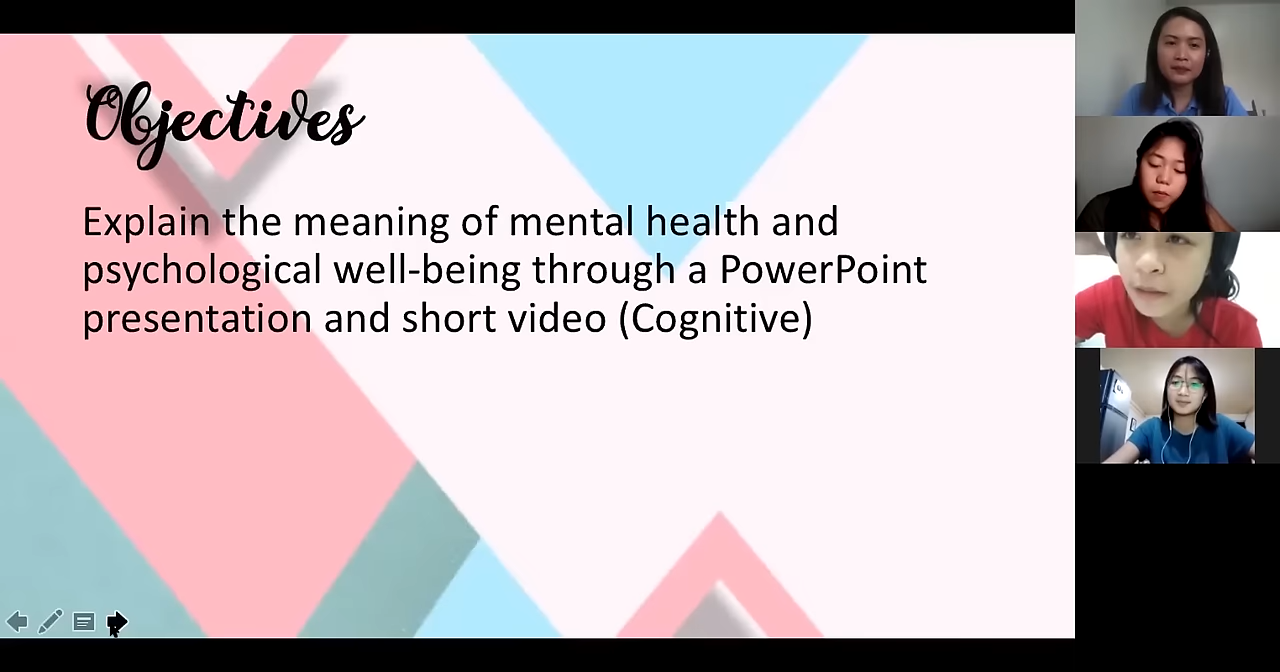 Objectives
Explain the meaning of mental health and
psychological well-being through a PowerPoint
presentation and short video (Cognitive)